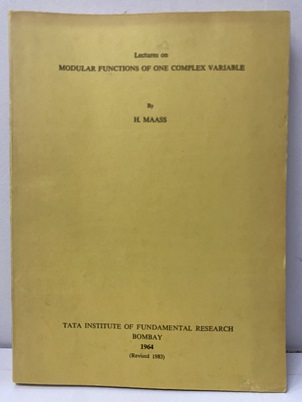 Lectures on
MODULAR FUNCTIONS OF ONE COMPLEX VARIABLE
By
H. MAASS
TATA INSTITUTE OF FUNDAMENTAL RESEARCH
BOMBAY
1964
(Revised 1983)